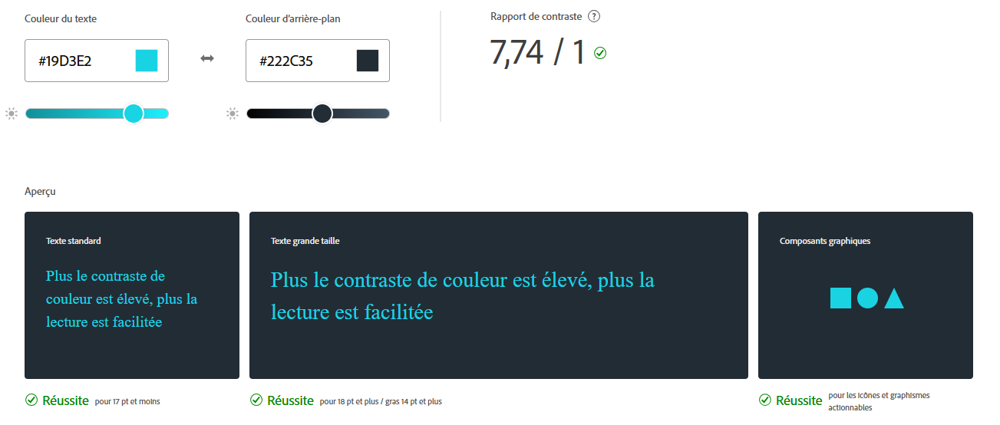 Couleur du texte
Couleur d'arrière-plan
Rapport de contraste ?
#19D3E2
#222C35
7,74 / 1
Aperçu
Texte standard
Plus le contraste de
couleur est élevé, plus la
lecture est facilitée
Texte grande taille
Plus le contraste de couleur est élevé, plus la
lecture est facilitée
Composants graphiques
Réussite pour 17 pt et moins
Réussite pour 18 pt et plus / gras 14 pt et plus
Réussite pour les icônes et graphismes
actionnables